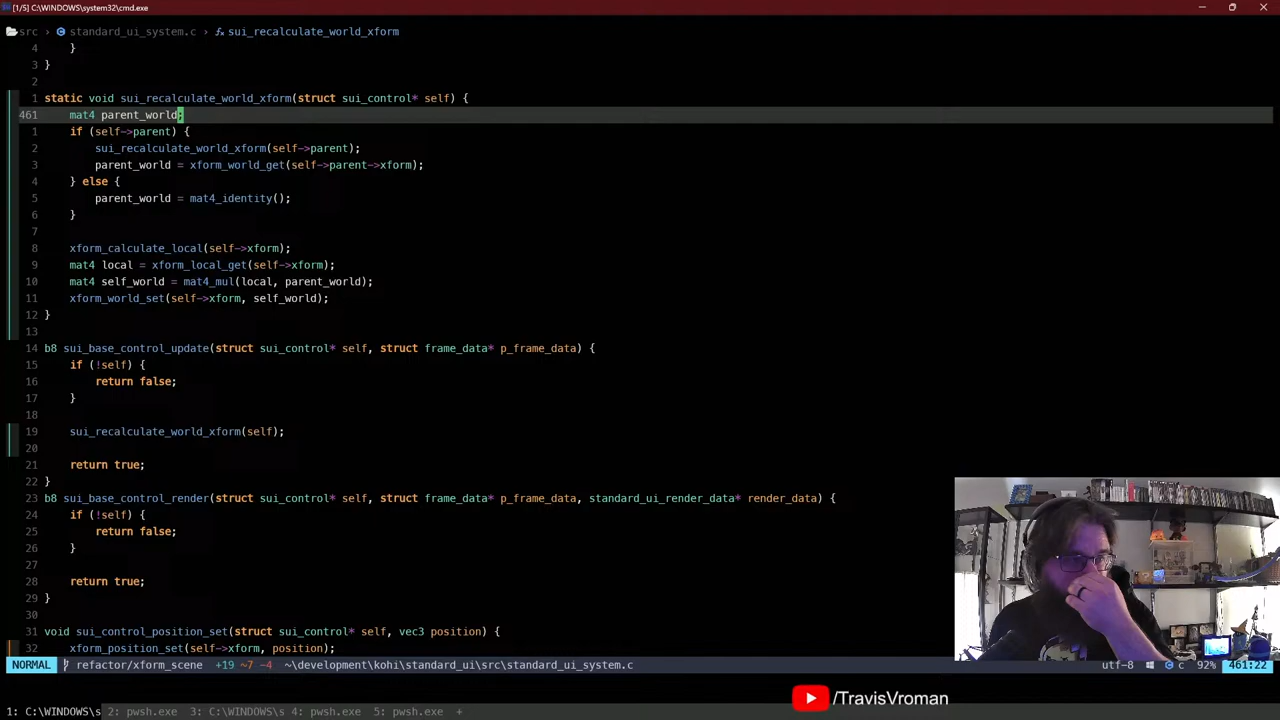 [1/5] C:\WINDOWS\system32\cmd.exe
src › C standard_ui_system.c › fx sui_recalculate_world_xform
4     }
3 }
2
1 static void sui_recalculate_world_xform(struct sui_control* self) {
461     mat4 parent_world;
1     if (self->parent) {
2         sui_recalculate_world_xform(self->parent);
3         parent_world = xform_world_get(self->parent->xform);
4     } else {
5         parent_world = mat4_identity();
6     }
7
8     xform_calculate_local(self->xform);
9     mat4 local = xform_local_get(self->xform);
10     mat4 self_world = mat4_mul(local, parent_world);
11     xform_world_set(self->xform, self_world);
12 }
13
14 b8 sui_base_control_update(struct sui_control* self, struct frame_data* p_frame_data) {
15     if (!self) {
16         return false;
17     }
18
19     sui_recalculate_world_xform(self);
20
21     return true;
22 }
23 b8 sui_base_control_render(struct sui_control* self, struct frame_data* p_frame_data, standard_ui_render_data* render_data) {
24     if (!self) {
25         return false;
26     }
27
28     return true;
29 }
30
31 void sui_control_position_set(struct sui_control* self, vec3 position) {
32     xform_position_set(self->xform, position);
NORMAL refactor/xform_scene +19 ~7 -4 ~\development\kohi\standard_ui\src\standard_ui_system.c utf-8 C c 92% 461:22
/TravisVroman
1: C:\WINDOWS\s 2: pwsh.exe 3: C:\WINDOWS\s 4: pwsh.exe 5: pwsh.exe +